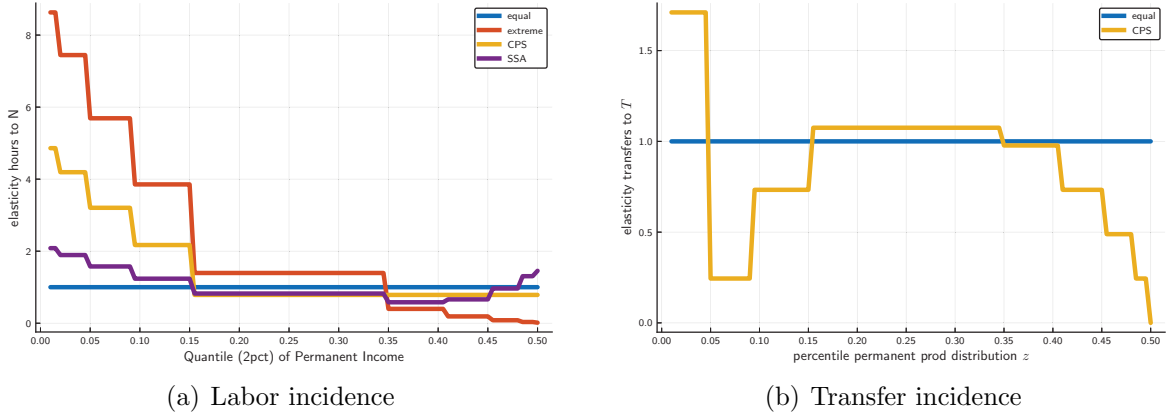 equal
extreme
CPS
SSA
8
6
4
2
0
elasticity hours to N
0.00 0.05 0.10 0.15 0.20 0.25 0.30 0.35 0.40 0.45 0.50
Quantile (2pct) of Permanent Income
(a) Labor incidence
equal
CPS
1.5
1.0
0.5
0.0
elasticity transfers to T
0.00 0.05 0.10 0.15 0.20 0.25 0.30 0.35 0.40 0.45 0.50
percentile permanent prod distribution z
(b) Transfer incidence